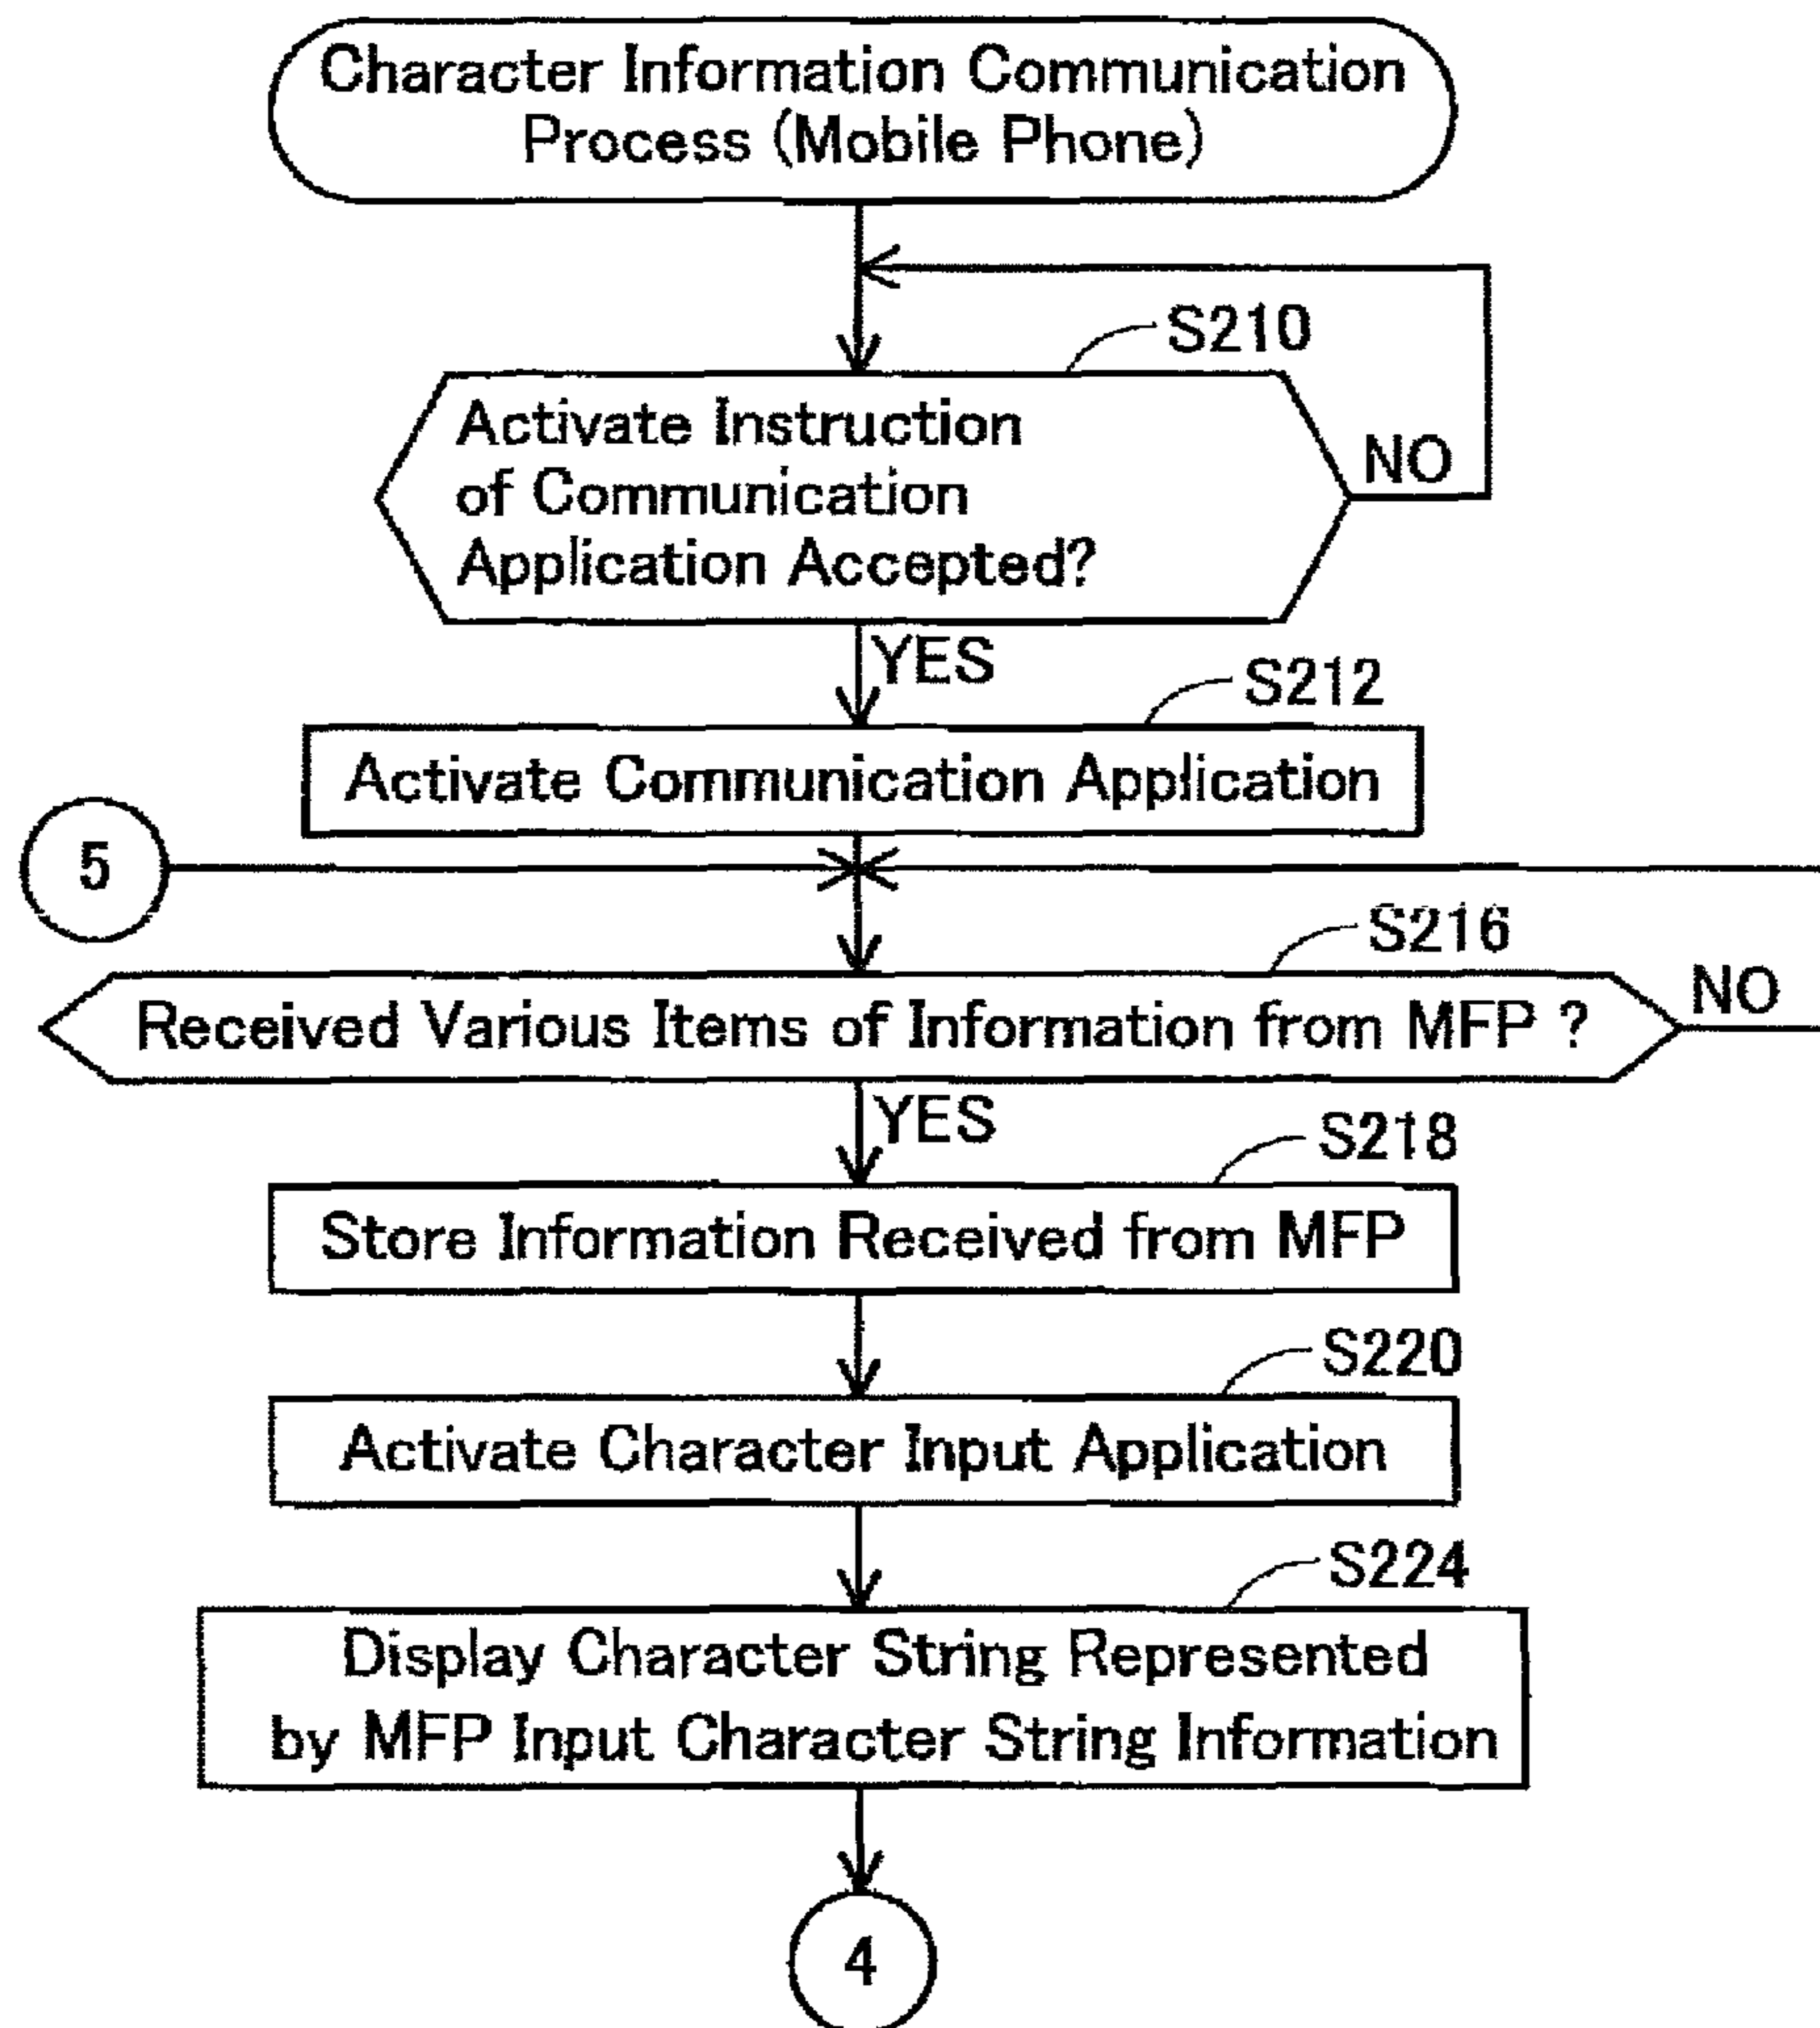 Character Information Communication
Process (Mobile Phone)
S210
Activate Instruction
of Communication
Application Accepted?
NO
YES
S212
Activate Communication Application
5
S216
Received Various Items of Information from MFP ?
NO
YES
S218
Store Information Received from MFP
S220
Activate Character Input Application
S224
Display Character String Represented
by MFP Input Character String Information
4